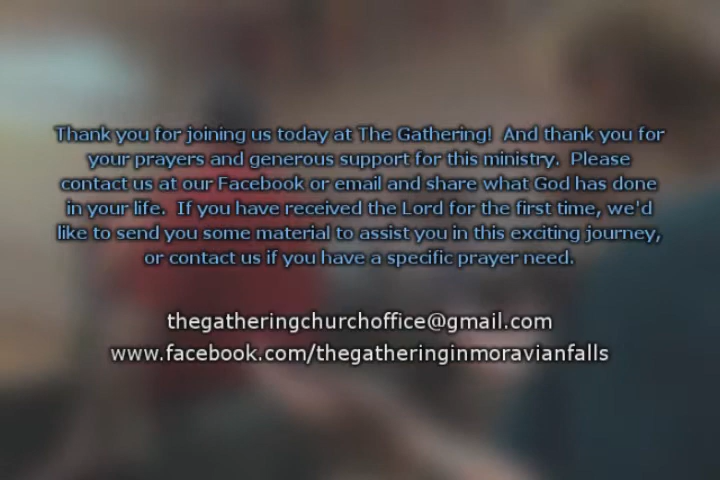 Thank you for joining us today at The Gathering!  And thank you for
your prayers and generous support for this ministry.  Please
contact us at our Facebook or email and share what God has done
in your life.  If you have received the Lord for the first time, we'd
like to send you some material to assist you in this exciting journey,
or contact us if you have a specific prayer need.
thegatheringchurchoffice@gmail.com
www.facebook.com/thegatheringinmoravianfalls